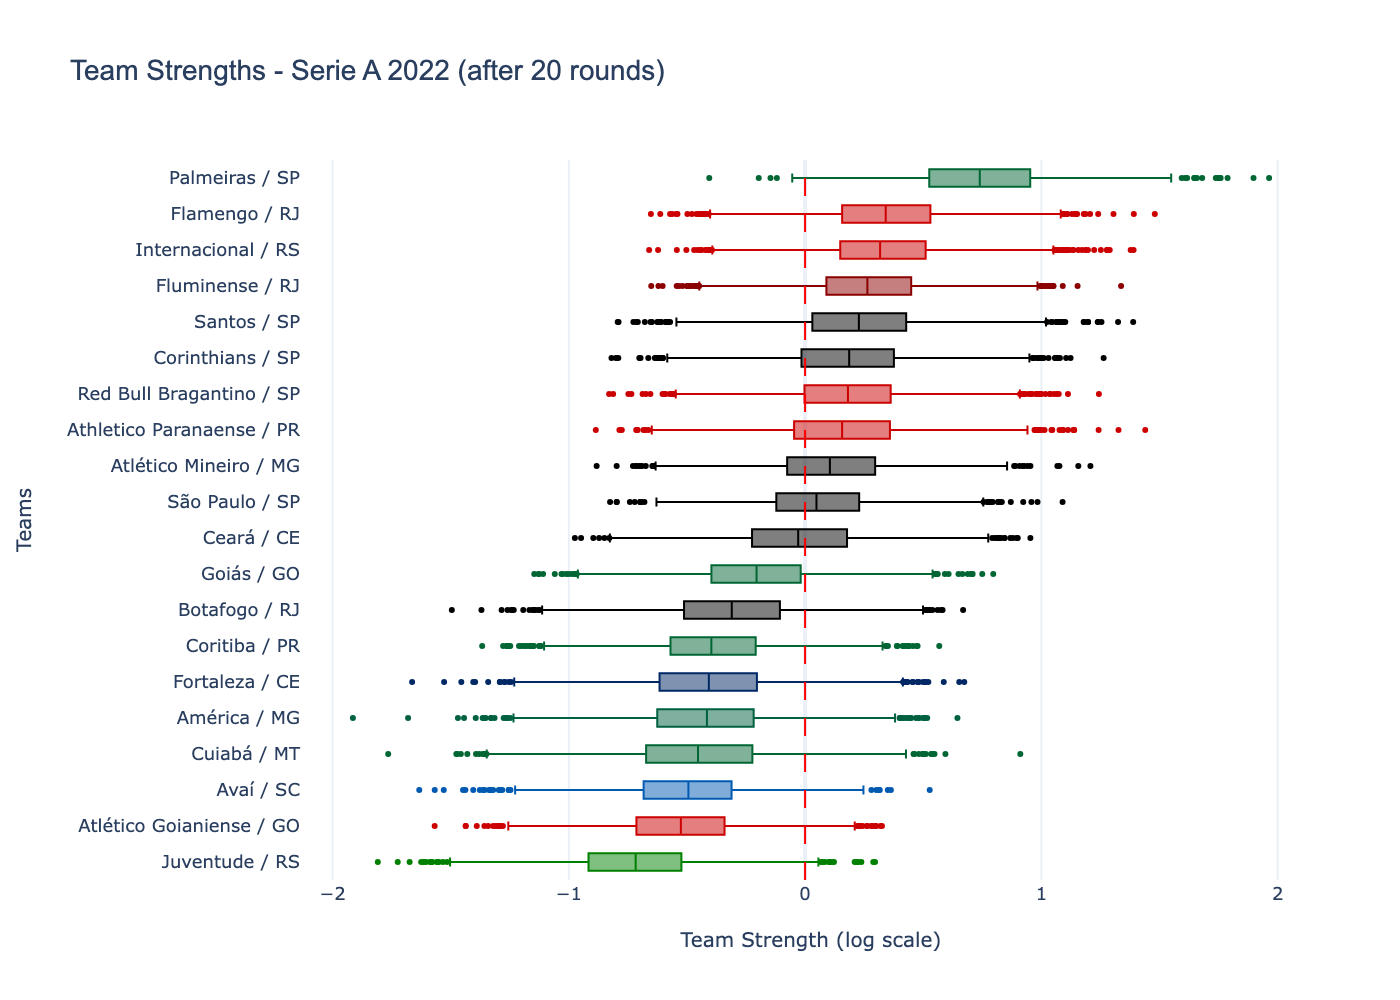 Team Strengths - Serie A 2022 (after 20 rounds)
Palmeiras / SP
Flamengo / RJ
Internacional / RS
Fluminense / RJ
Santos / SP
Corinthians / SP
Red Bull Bragantino / SP
Athletico Paranaense / PR
Atlético Mineiro / MG
São Paulo / SP
Ceará / CE
Goiás / GO
Botafogo / RJ
Coritiba / PR
Fortaleza / CE
América / MG
Cuiabá / MT
Avaí / SC
Atlético Goianiense / GO
Juventude / RS
Teams
−2 −1 0 1 2
Team Strength (log scale)